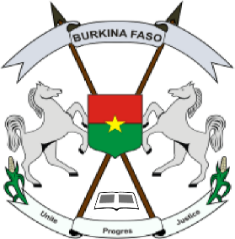 BURKINA FASO
Unite Progres Justice